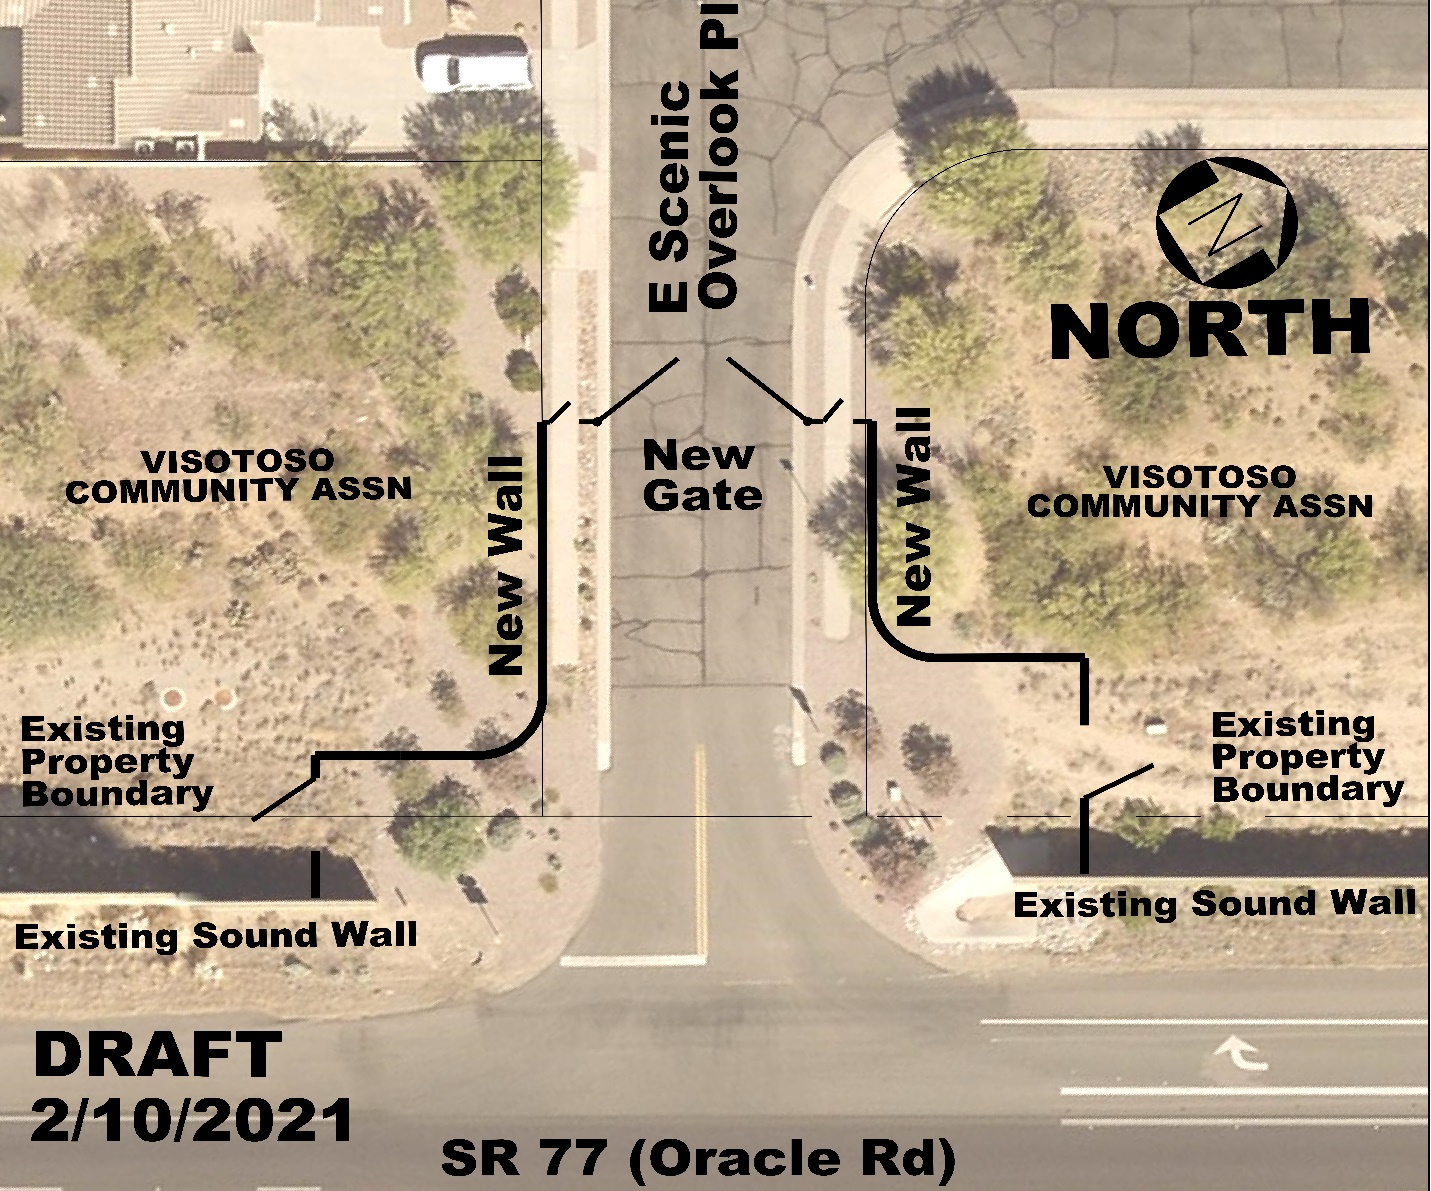 E Scenic
Overlook Pl
N
NORTH
New
Gate
New Wall
New Wall
VISOTOSO
COMMUNITY ASSN
VISOTOSO
COMMUNITY ASSN
Existing
Property
Boundary
Existing
Property
Boundary
Existing Sound Wall
Existing Sound Wall
DRAFT
2/10/2021
SR 77 (Oracle Rd)